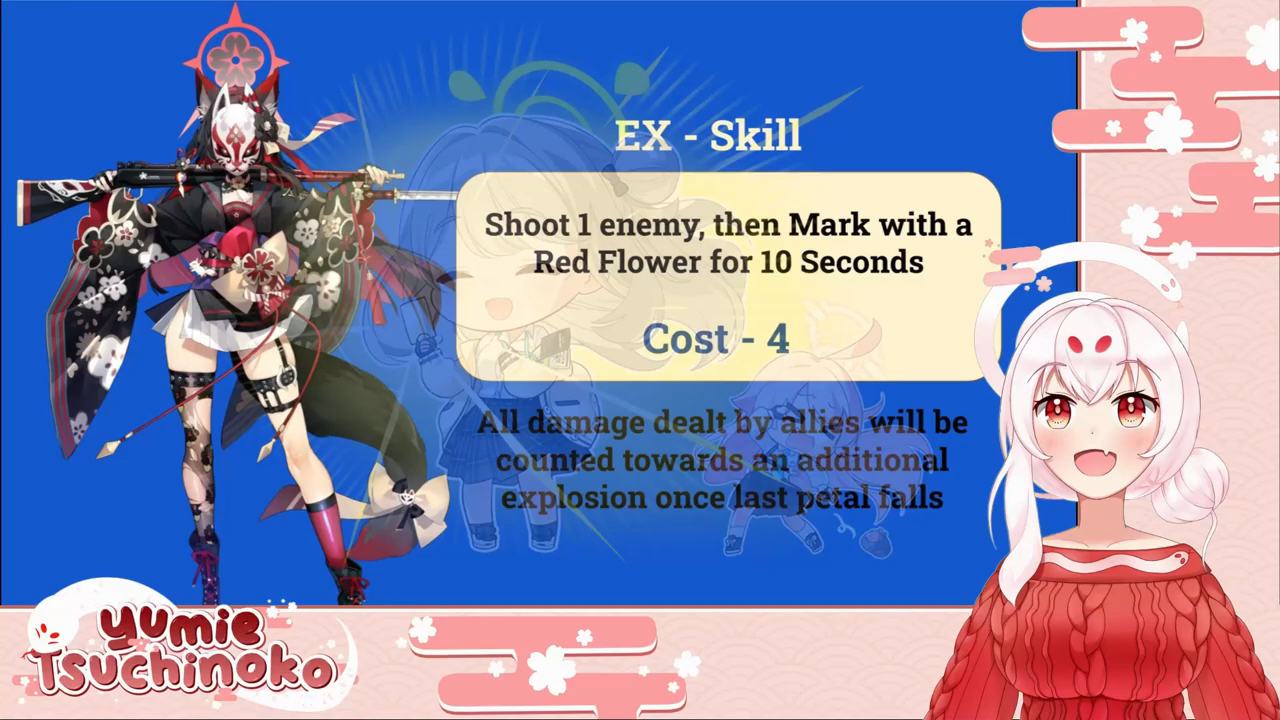 EX - Skill
Shoot 1 enemy, then Mark with a
Red Flower for 10 Seconds
Cost - 4
All damage dealt by allies will be
counted towards an additional
explosion once last petal falls
yumie
Tsuchinoko